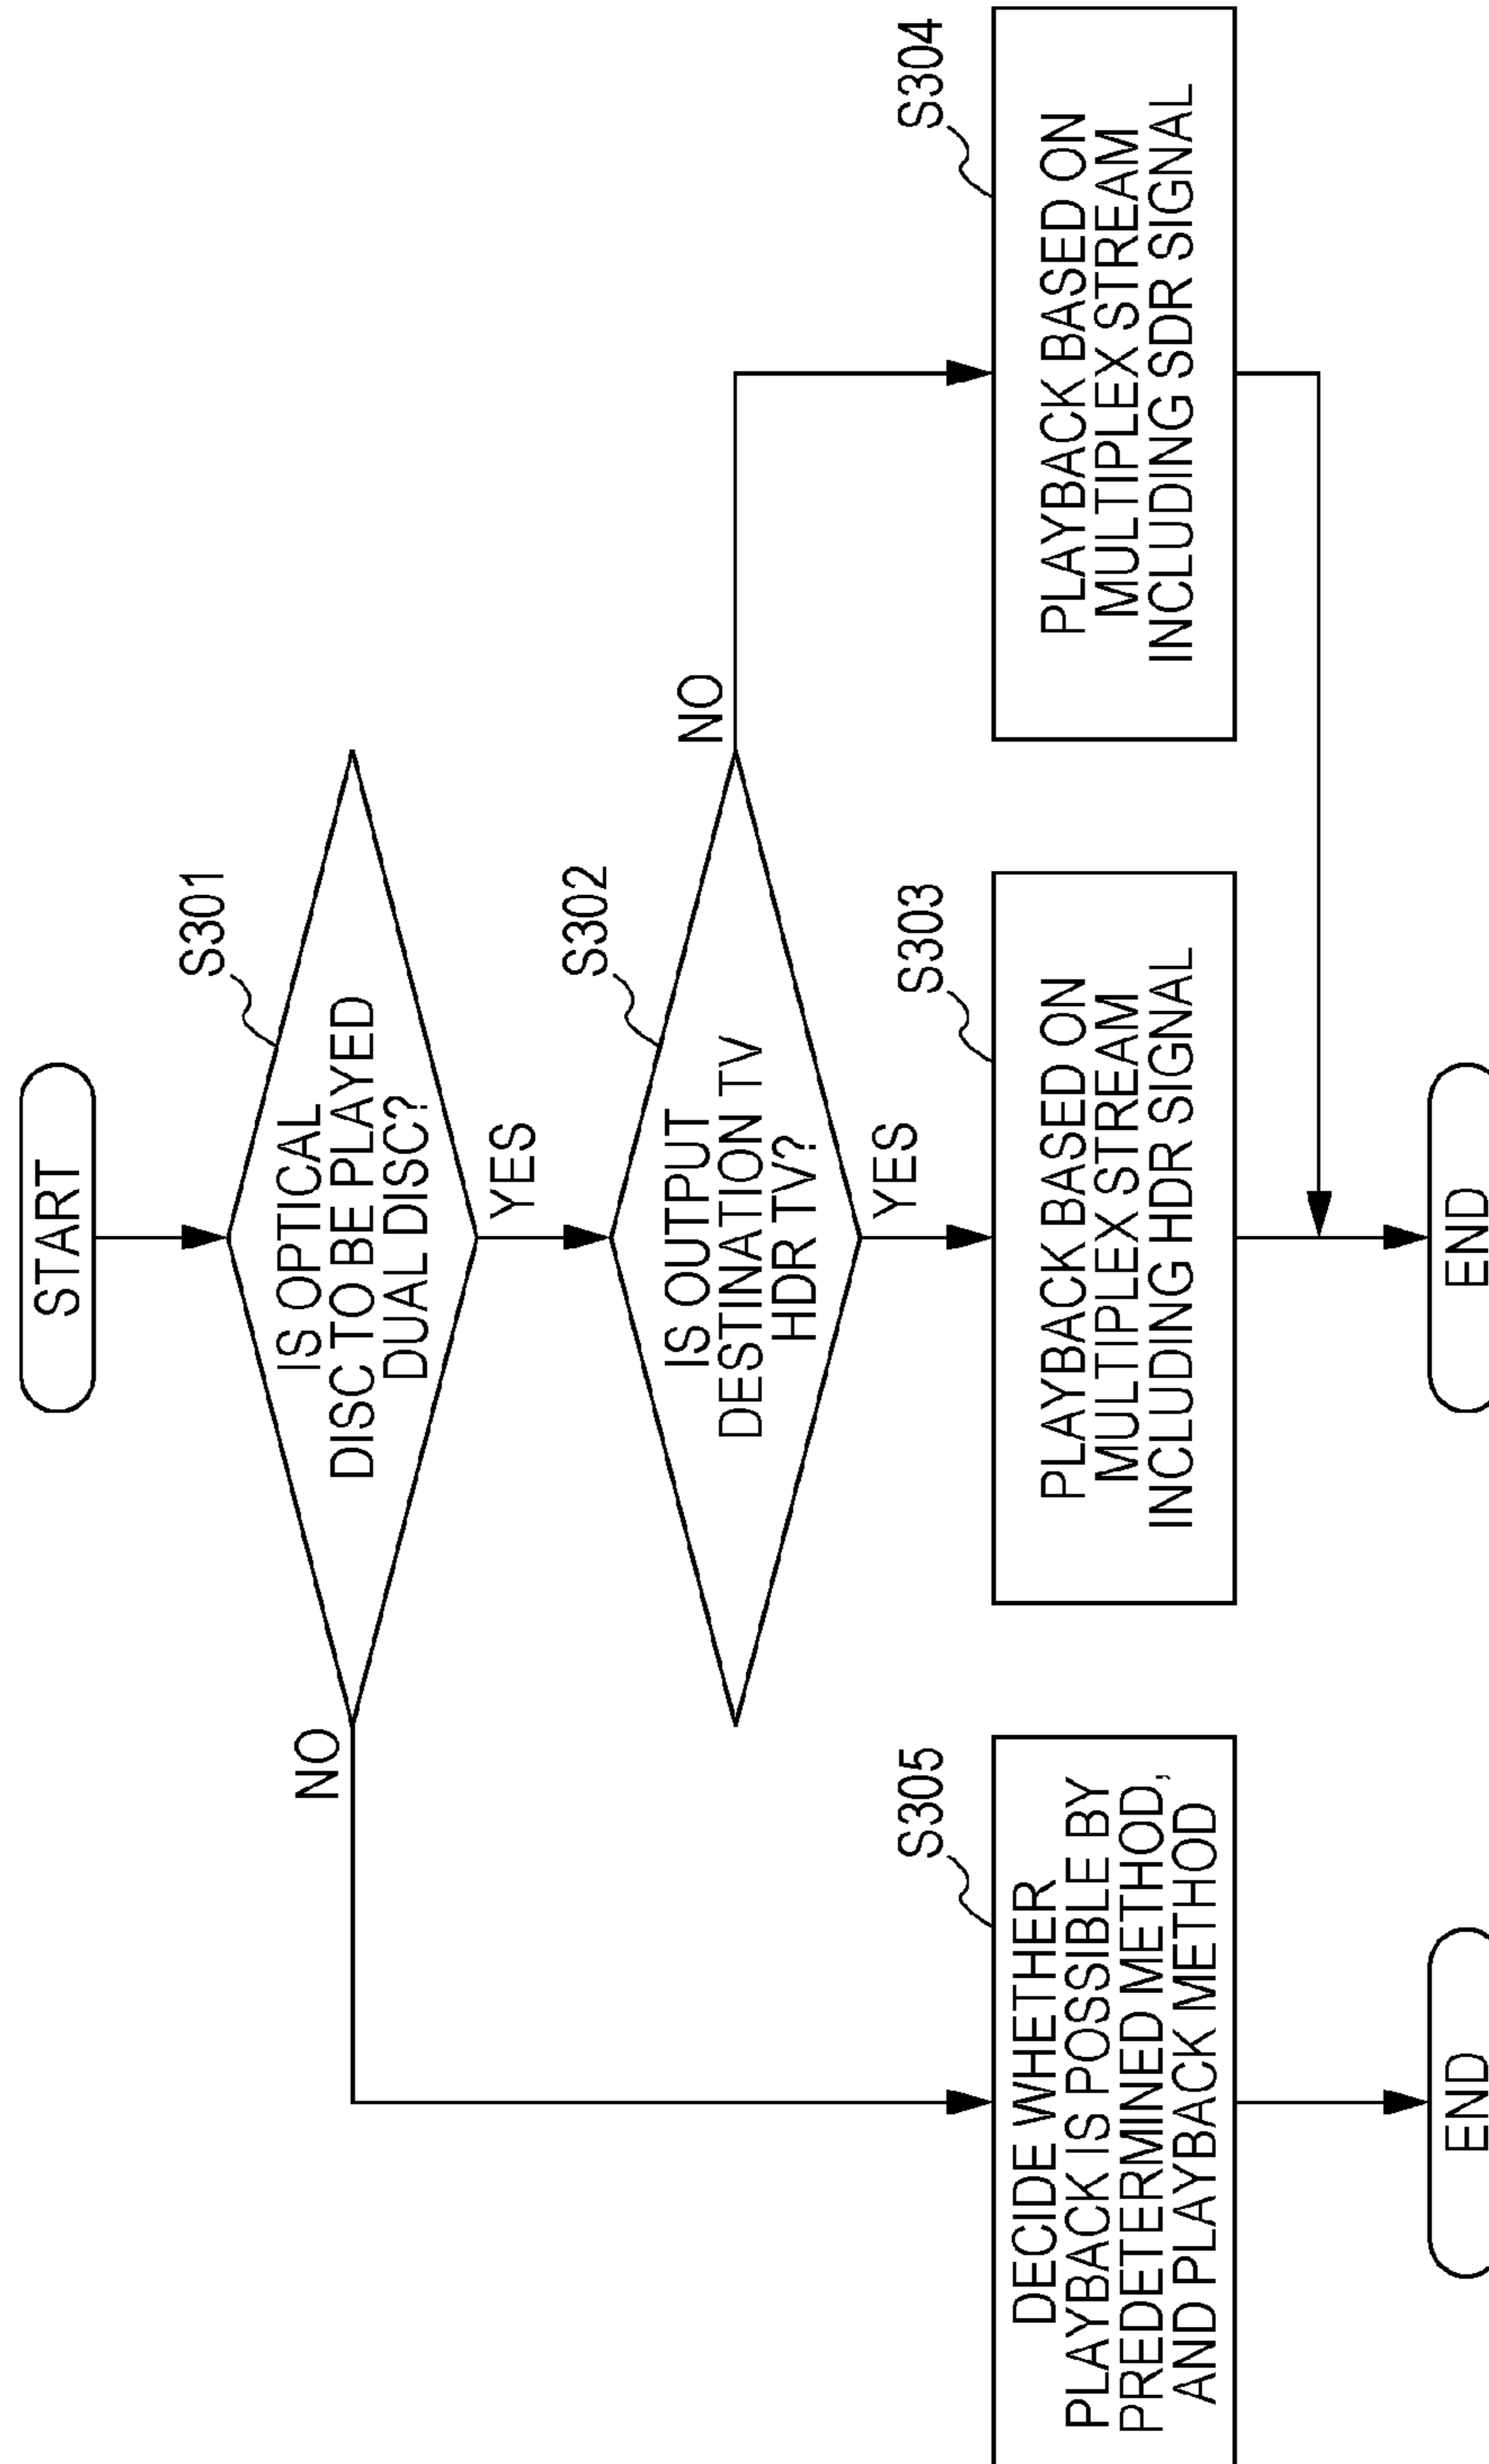 START
S301
IS OPTICAL
DISC TO BE PLAYED
DUAL DISC?
NO
YES
S302
IS OUTPUT
DESTINATION TV
HDR TV?
NO
YES
S305
DECIDE WHETHER
PLAYBACK IS POSSIBLE BY
PREDETERMINED METHOD,
AND PLAYBACK METHOD
S303
PLAYBACK BASED ON
MULTIPLEX STREAM
INCLUDING HDR SIGNAL
S304
PLAYBACK BASED ON
MULTIPLEX STREAM
INCLUDING SDR SIGNAL
END
END